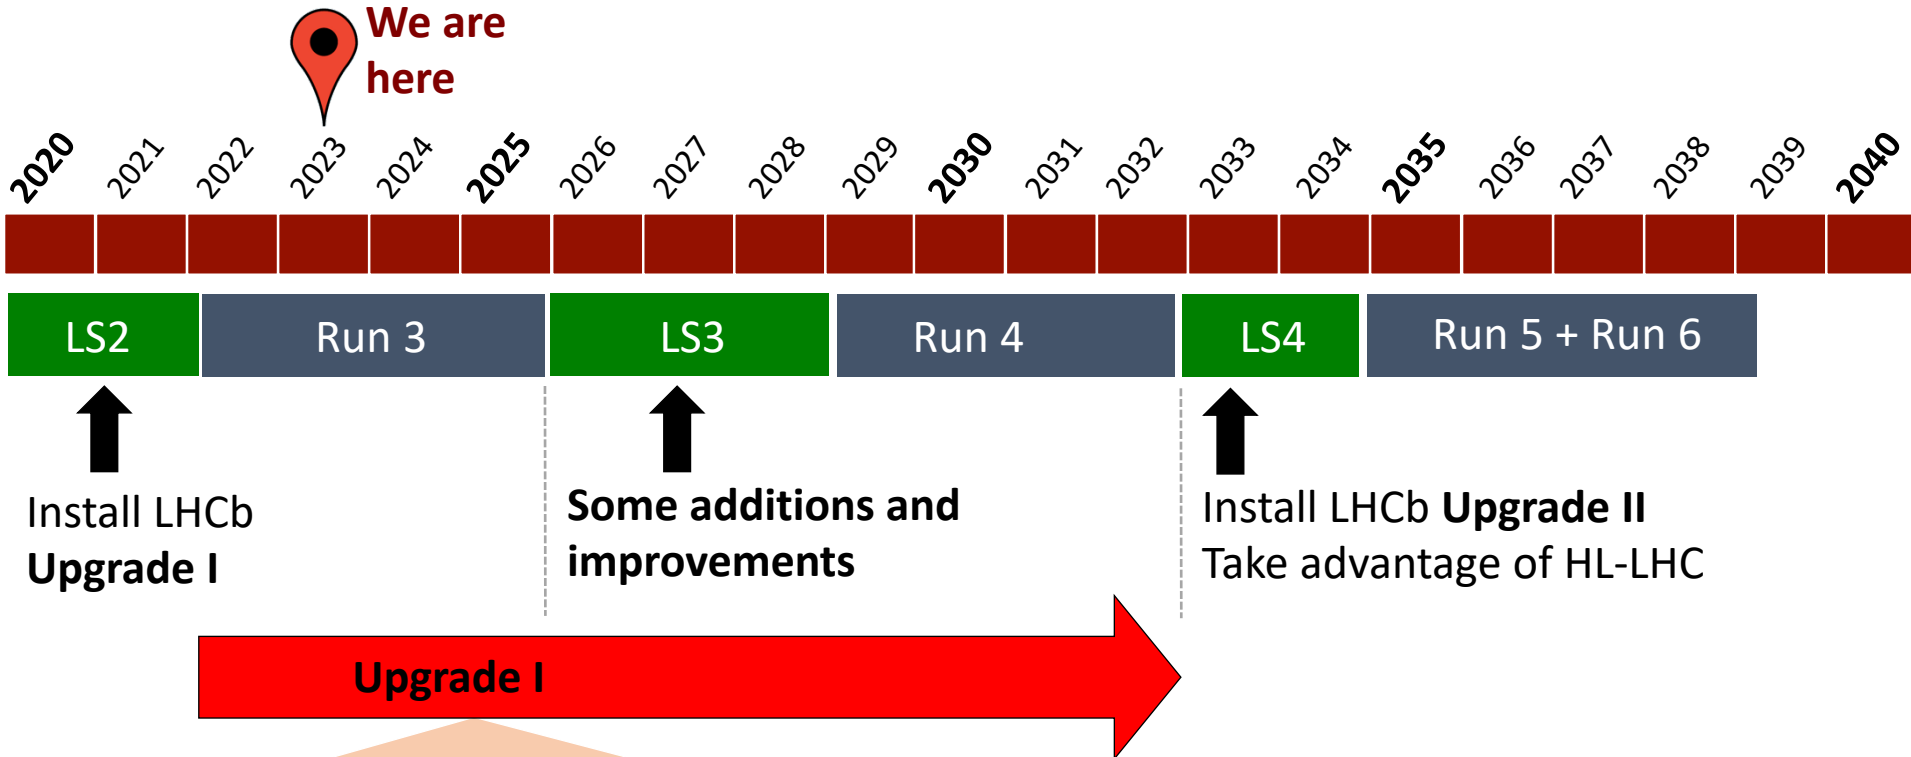 We are
here
2020 2021 2022 2023 2024 2025 2026 2027 2028 2029 2030 2031 2032 2033 2034 2035 2036 2037 2038 2039 2040
LS2 Run 3 LS3 Run 4 LS4 Run 5 + Run 6
Install LHCb
Upgrade I
Some additions and
improvements
Install LHCb Upgrade II
Take advantage of HL-LHC
Upgrade I